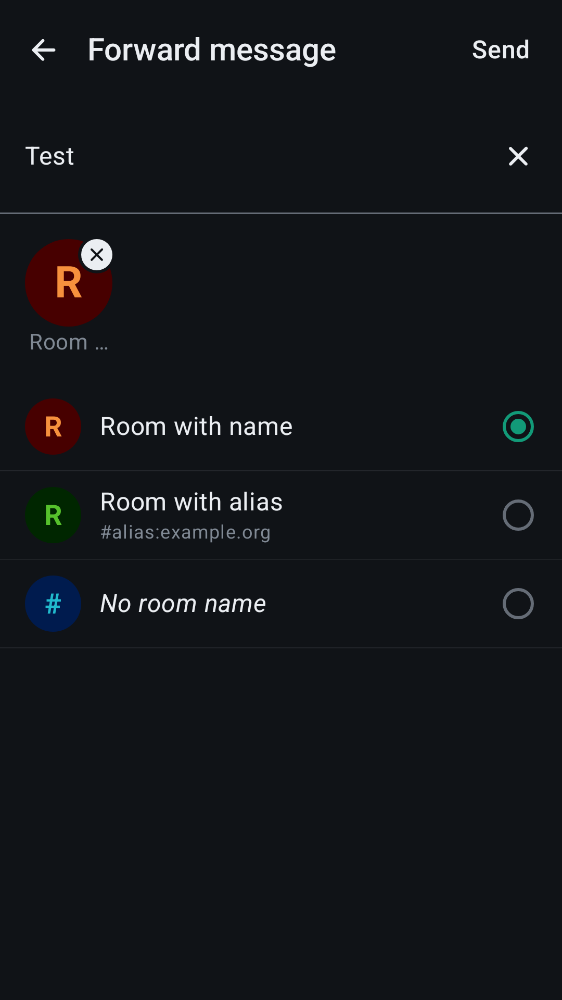 Forward message Send
Test
R
Room …
R Room with name
R Room with alias
#alias:example.org
# No room name